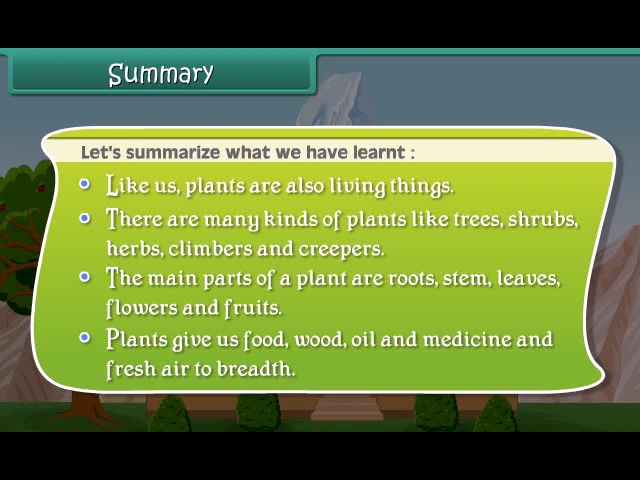 Summary
Let's summarize what we have learnt :
Like us, plants are also living things.
There are many kinds of plants like trees, shrubs,
herbs, climbers and creepers.
The main parts of a plant are roots, stem, leaves,
flowers and fruits.
Plants give us food, wood, oil and medicine and
fresh air to breadth.